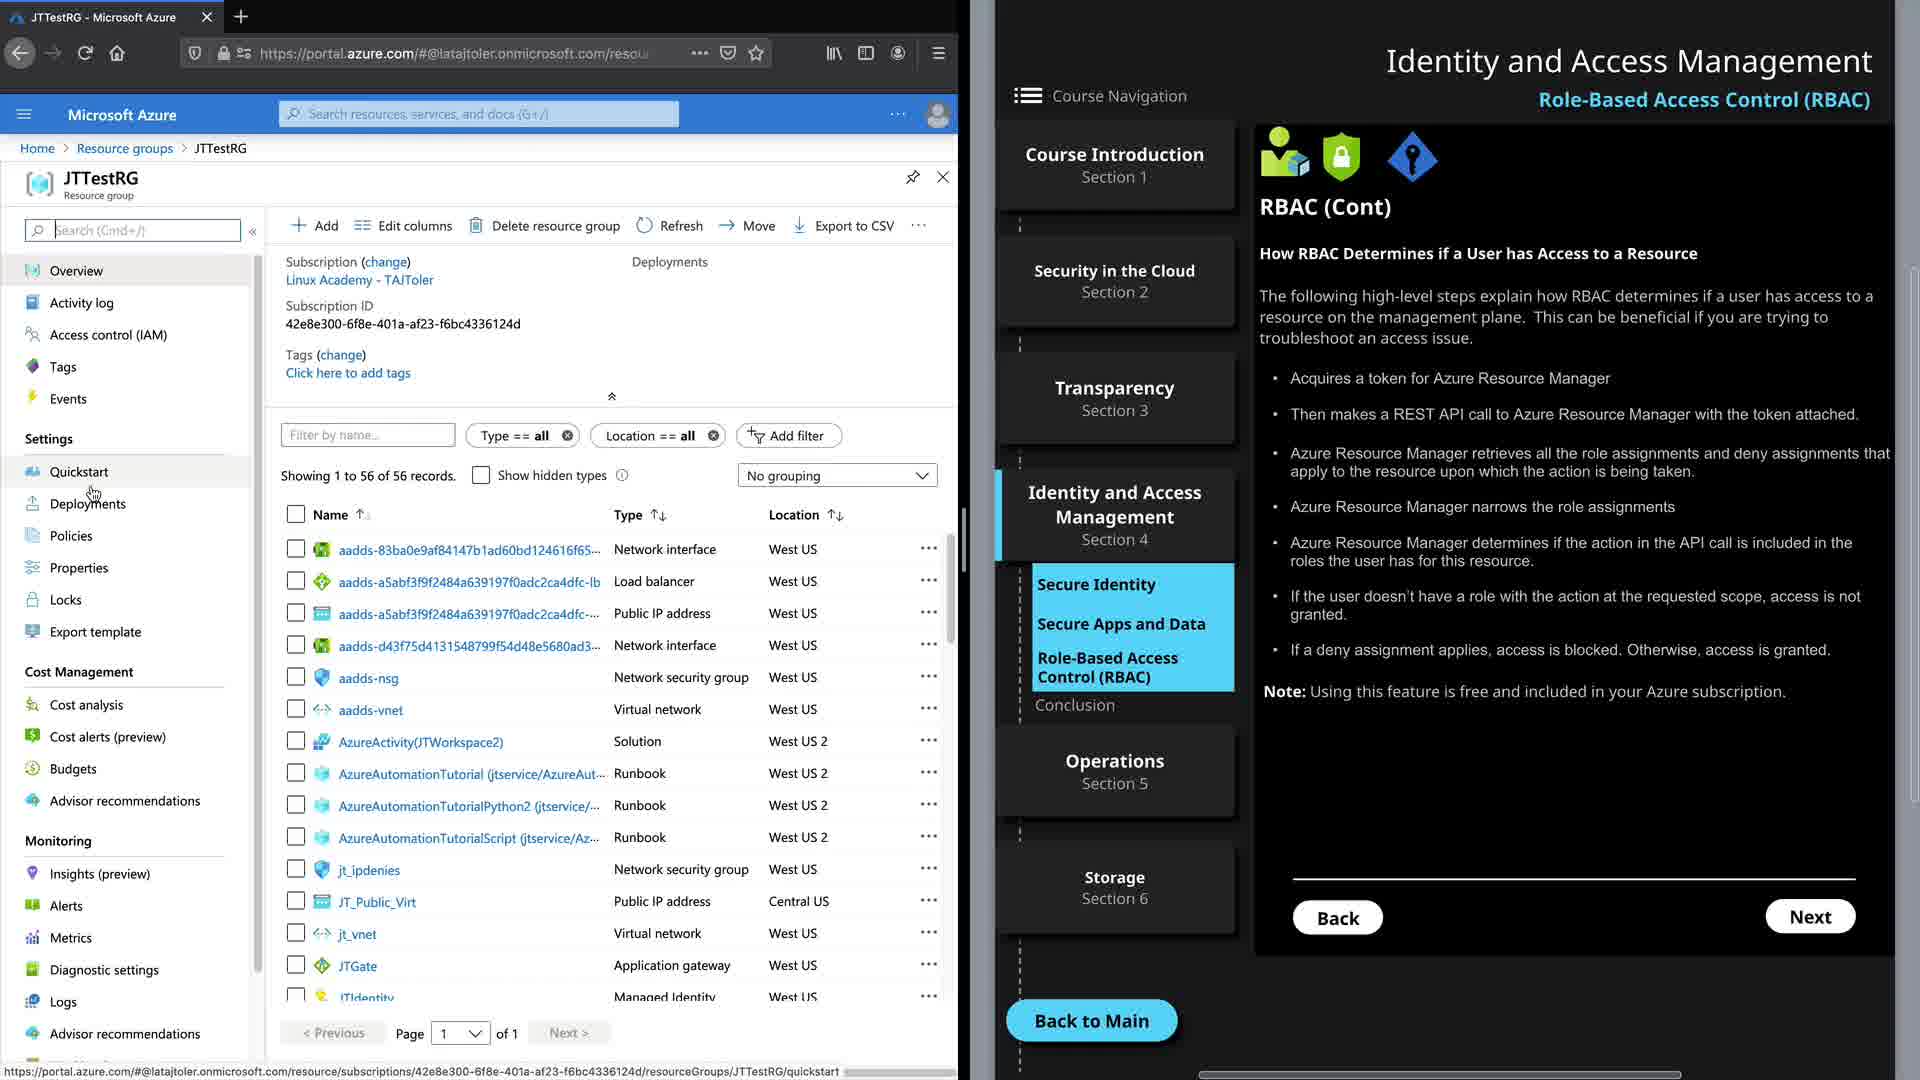 JTTestRG - Microsoft Azure
https://portal.azure.com/#@latajtoler.onmicrosoft.com/resou
Microsoft Azure
Search resources, services, and docs (G+/)
Home > Resource groups > JTTestRG
JTTestRG
Resource group
Search (Cmd+/)
Overview
Activity log
Access control (IAM)
Tags
Events
Settings
Quickstart
Deployments
Policies
Properties
Locks
Export template
Cost Management
Cost analysis
Cost alerts (preview)
Budgets
Advisor recommendations
Monitoring
Insights (preview)
Alerts
Metrics
Diagnostic settings
Logs
Advisor recommendations
Add Edit columns Delete resource group Refresh Move Export to CSV ...
Subscription (change)
Linux Academy - TAJToler
Subscription ID
42e8e300-6f8e-401a-af23-f6bc4336124d
Tags (change)
Click here to add tags
Deployments
Filter by name...
Type == all
Location == all
Add filter
Showing 1 to 56 of 56 records.
Show hidden types
No grouping
Name Type Location
aadds-83ba0e9af84147b1ad60bd124616f65... Network interface West US
aadds-a5abf3f9f2484a639197f0adc2ca4dfc-lb Load balancer West US
aadds-a5abf3f9f2484a639197f0adc2ca4dfc-... Public IP address West US
aadds-d43f75d4131548799f54d48e5680ad3... Network interface West US
aadds-nsg Network security group West US
aadds-vnet Virtual network West US
AzureActivity(JTWorkspace2) Solution West US 2
AzureAutomationTutorial (jtservice/AzureAut... Runbook West US 2
AzureAutomationTutorialPython2 (jtservice/... Runbook West US 2
AzureAutomationTutorialScript (jtservice/Az... Runbook West US 2
jt_ipdenies Network security group West US
JT_Public_Virt Public IP address Central US
jt_vnet Virtual network West US
JTGate Application gateway West US
JTIdentity Managed Identity West US
< Previous Page 1 of 1 Next >
https://portal.azure.com/#@latajtoler.onmicrosoft.com/resource/subscriptions/42e8e300-6f8e-401a-af23-f6bc4336124d/resourceGroups/JTTestRG/quickstart
Identity and Access Management
Role-Based Access Control (RBAC)
Course Navigation
Course Introduction
Section 1
Security in the Cloud
Section 2
Transparency
Section 3
Identity and Access
Management
Section 4
Secure Identity
Secure Apps and Data
Role-Based Access
Control (RBAC)
Conclusion
Operations
Section 5
Storage
Section 6
Back to Main
RBAC (Cont)
How RBAC Determines if a User has Access to a Resource
The following high-level steps explain how RBAC determines if a user has access to a
resource on the management plane. This can be beneficial if you are trying to
troubleshoot an access issue.
• Acquires a token for Azure Resource Manager
• Then makes a REST API call to Azure Resource Manager with the token attached.
• Azure Resource Manager retrieves all the role assignments and deny assignments that
apply to the resource upon which the action is being taken.
• Azure Resource Manager narrows the role assignments
• Azure Resource Manager determines if the action in the API call is included in the
roles the user has for this resource.
• If the user doesn't have a role with the action at the requested scope, access is not
granted.
• If a deny assignment applies, access is blocked. Otherwise, access is granted.
Note: Using this feature is free and included in your Azure subscription.
Back
Next